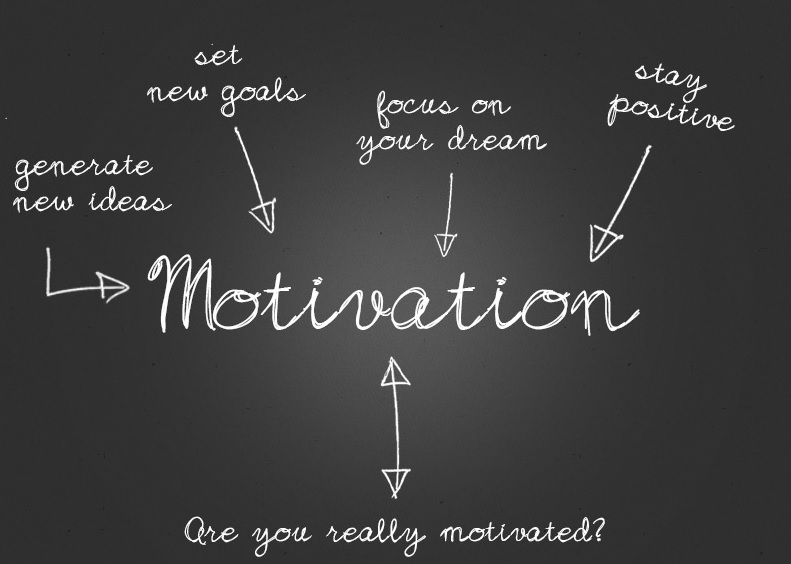 set
new goals
focus on
your dream
stay
positive
generate
new ideas
Motivation
Are you really motivated?